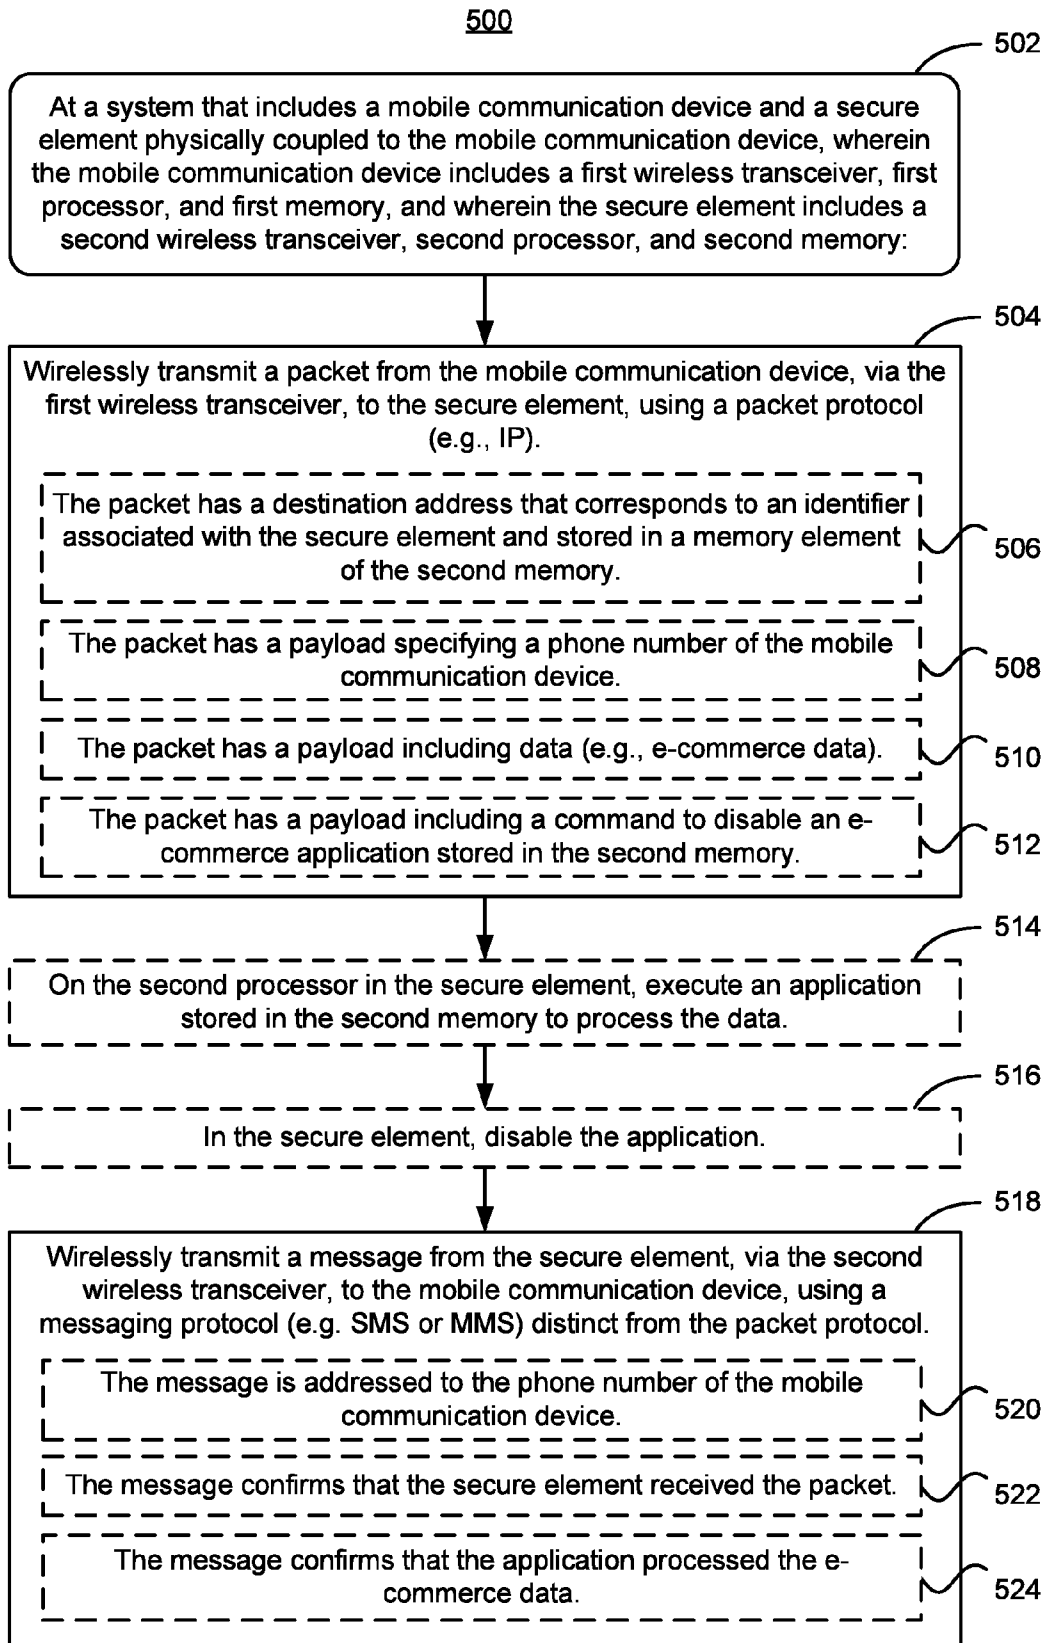 500
502
At a system that includes a mobile communication device and a secure
element physically coupled to the mobile communication device, wherein
the mobile communication device includes a first wireless transceiver, first
processor, and first memory, and wherein the secure element includes a
second wireless transceiver, second processor, and second memory:
504
Wirelessly transmit a packet from the mobile communication device, via the
first wireless transceiver, to the secure element, using a packet protocol
(e.g., IP).
The packet has a destination address that corresponds to an identifier
associated with the secure element and stored in a memory element
of the second memory.
506
The packet has a payload specifying a phone number of the mobile
communication device.
508
The packet has a payload including data (e.g., e-commerce data).
510
The packet has a payload including a command to disable an e-
commerce application stored in the second memory.
512
514
On the second processor in the secure element, execute an application
stored in the second memory to process the data.
516
In the secure element, disable the application.
518
Wirelessly transmit a message from the secure element, via the second
wireless transceiver, to the mobile communication device, using a
messaging protocol (e.g. SMS or MMS) distinct from the packet protocol.
The message is addressed to the phone number of the mobile
communication device.
520
The message confirms that the secure element received the packet.
522
The message confirms that the application processed the e-
commerce data.
524